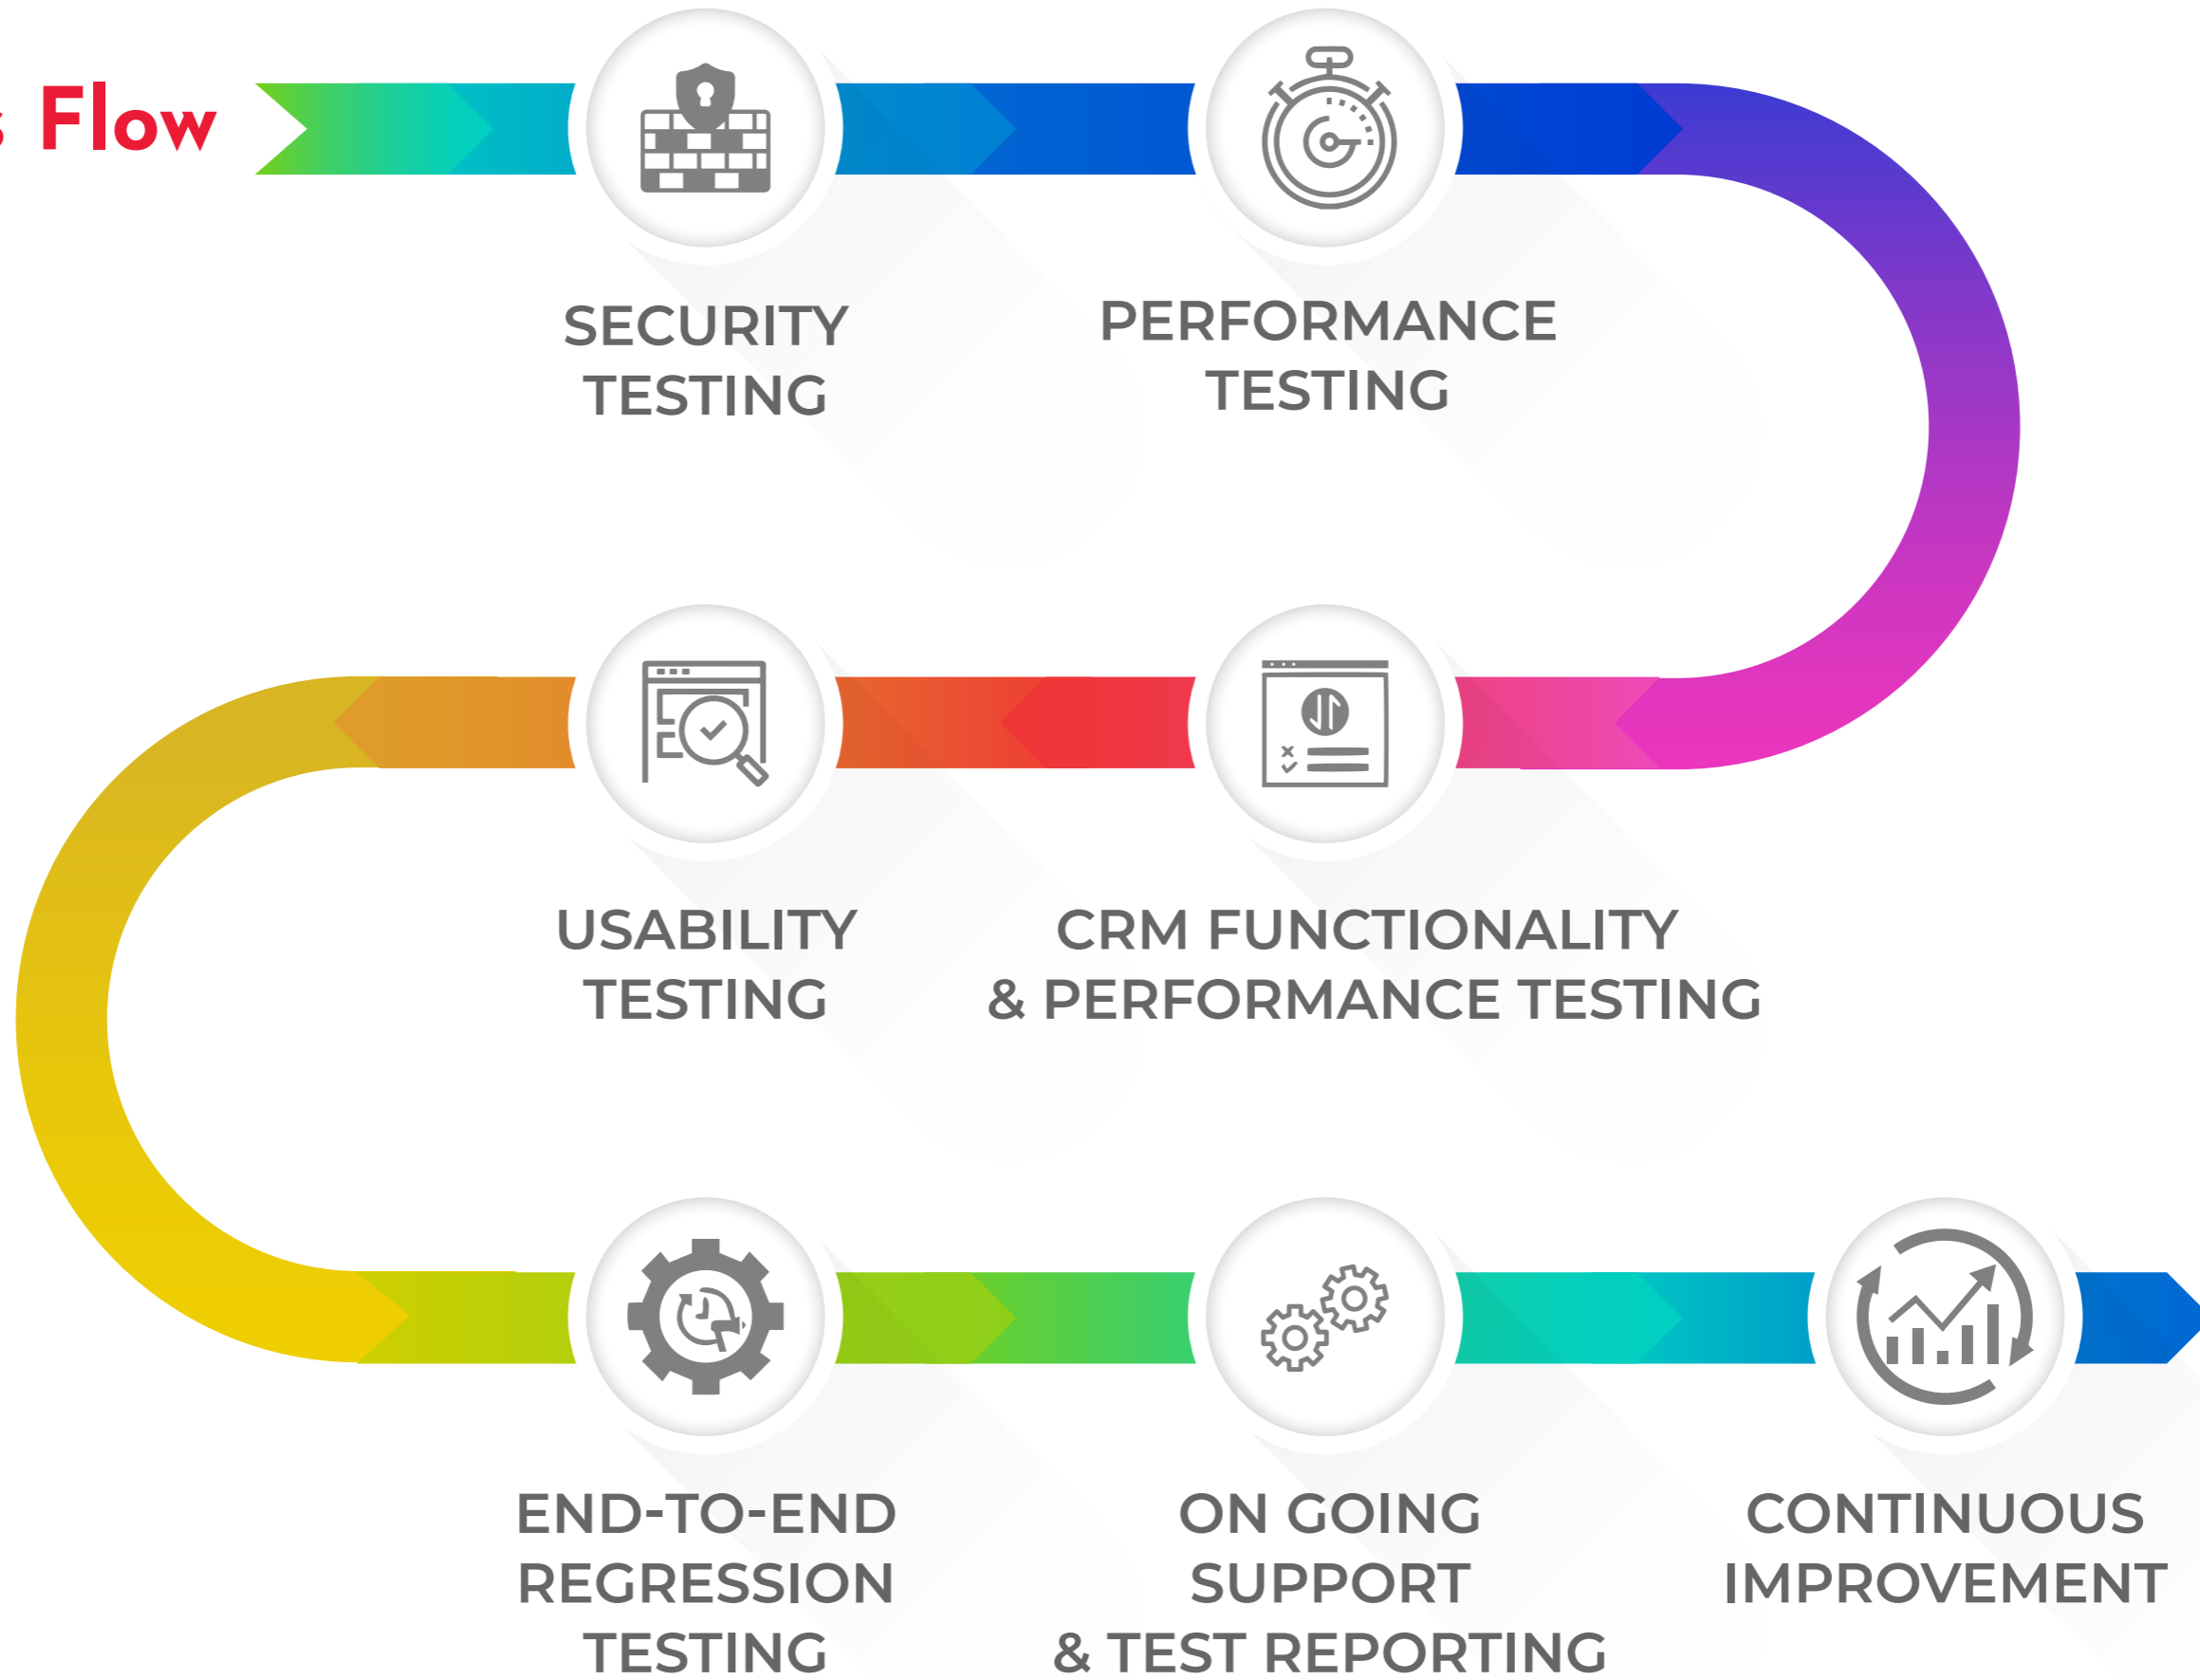 Flow
SECURITY
TESTING
PERFORMANCE
TESTING
USABILITY
TESTING
CRM FUNCTIONALITY
& PERFORMANCE TESTING
END-TO-END
REGRESSION
TESTING
ON GOING
SUPPORT
& TEST REPORTING
CONTINUOUS
IMPROVEMENT